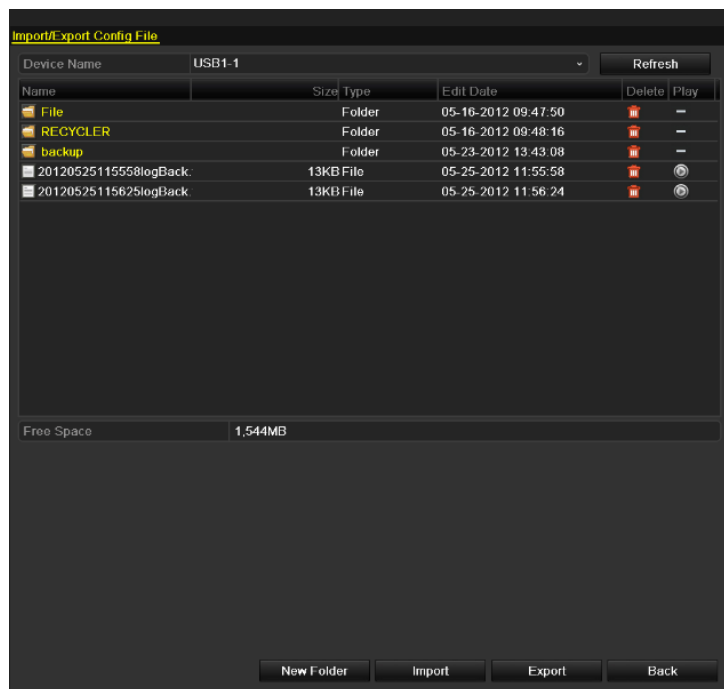 Import/Export Config File
Device Name USB1-1 Refresh
Name Size Type Edit Date Delete Play
File Folder 05-16-2012 09:47:50 –
RECYCLER Folder 05-16-2012 09:48:16 –
backup Folder 05-23-2012 13:43:08 –
20120525115558logBack. 13KB File 05-25-2012 11:55:58
20120525115625logBack. 13KB File 05-25-2012 11:56:24
Free Space 1,544MB
New Folder Import Export Back